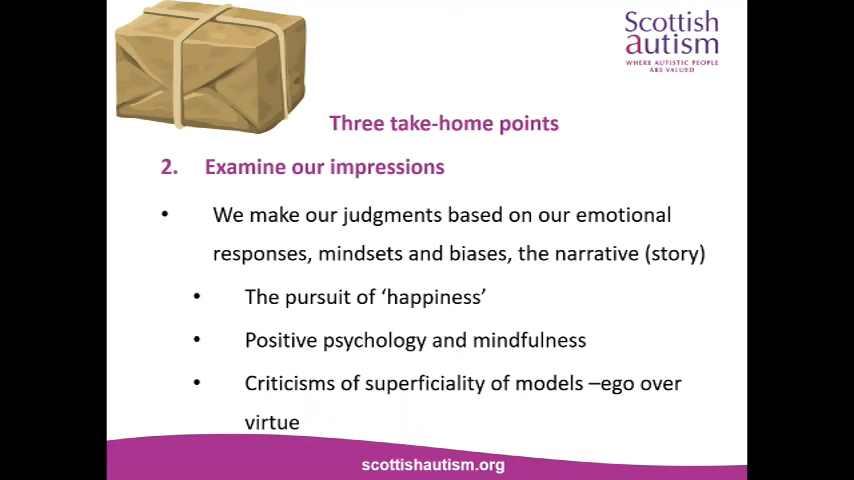 Scottish
autism
WHERE AUTISTIC PEOPLE
ARE VALUED
Three take-home points
2. Examine our impressions
• We make our judgments based on our emotional
responses, mindsets and biases, the narrative (story)
• The pursuit of ‘happiness’
• Positive psychology and mindfulness
• Criticisms of superficiality of models –ego over
virtue
scottishautism.org